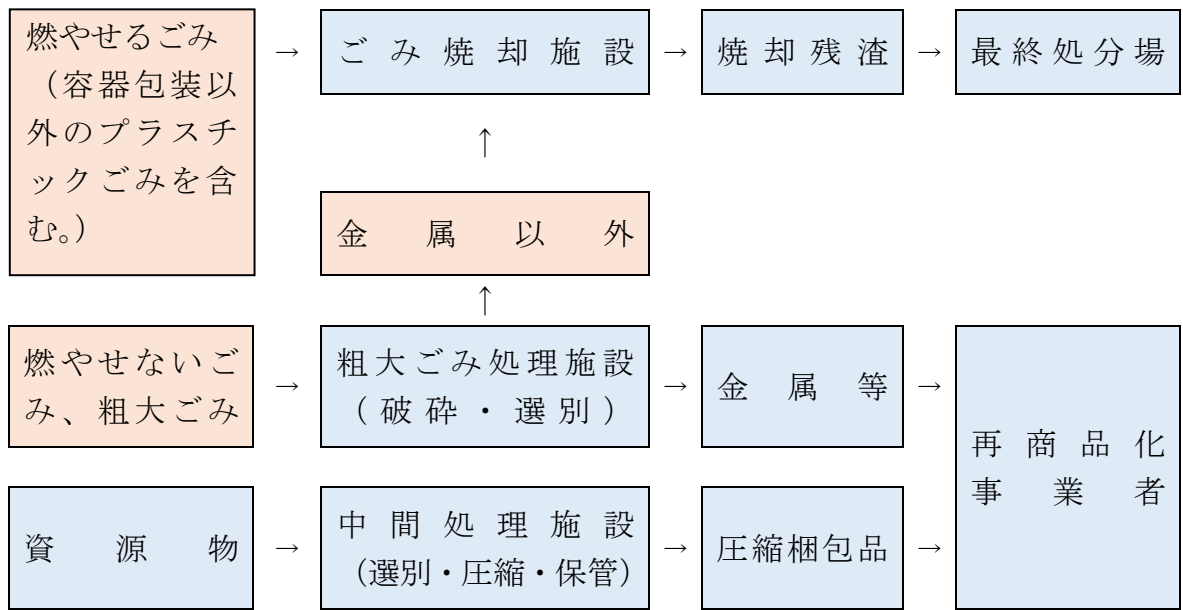 燃やせるごみ
（容器包装以
外のプラスチ
ックごみを含
む。）
→
ごみ焼却施設
→
焼却残渣
→
最終処分場
↑
金属以外
↑
燃やせないご
み、粗大ごみ
→
粗大ごみ処理施設
（破砕・選別）
→
金属等
→
再商品化
事業者
資源物
→
中間処理施設
（選別・圧縮・保管）
→
圧縮梱包品
→